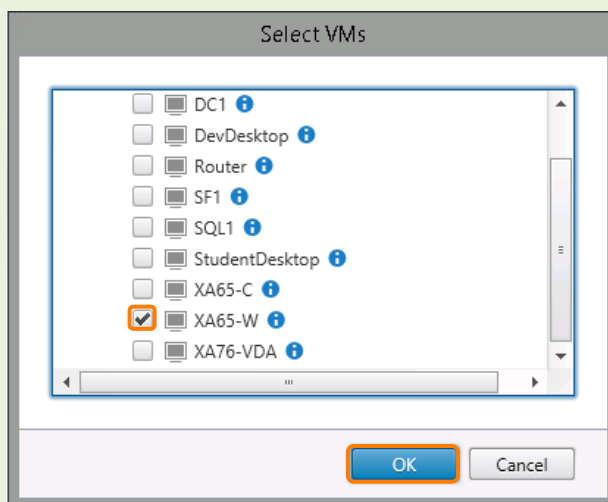 Select VMs
DC1
DevDesktop
Router
SF1
SQL1
StudentDesktop
XA65-C
XA65-W
XA76-VDA
OK Cancel